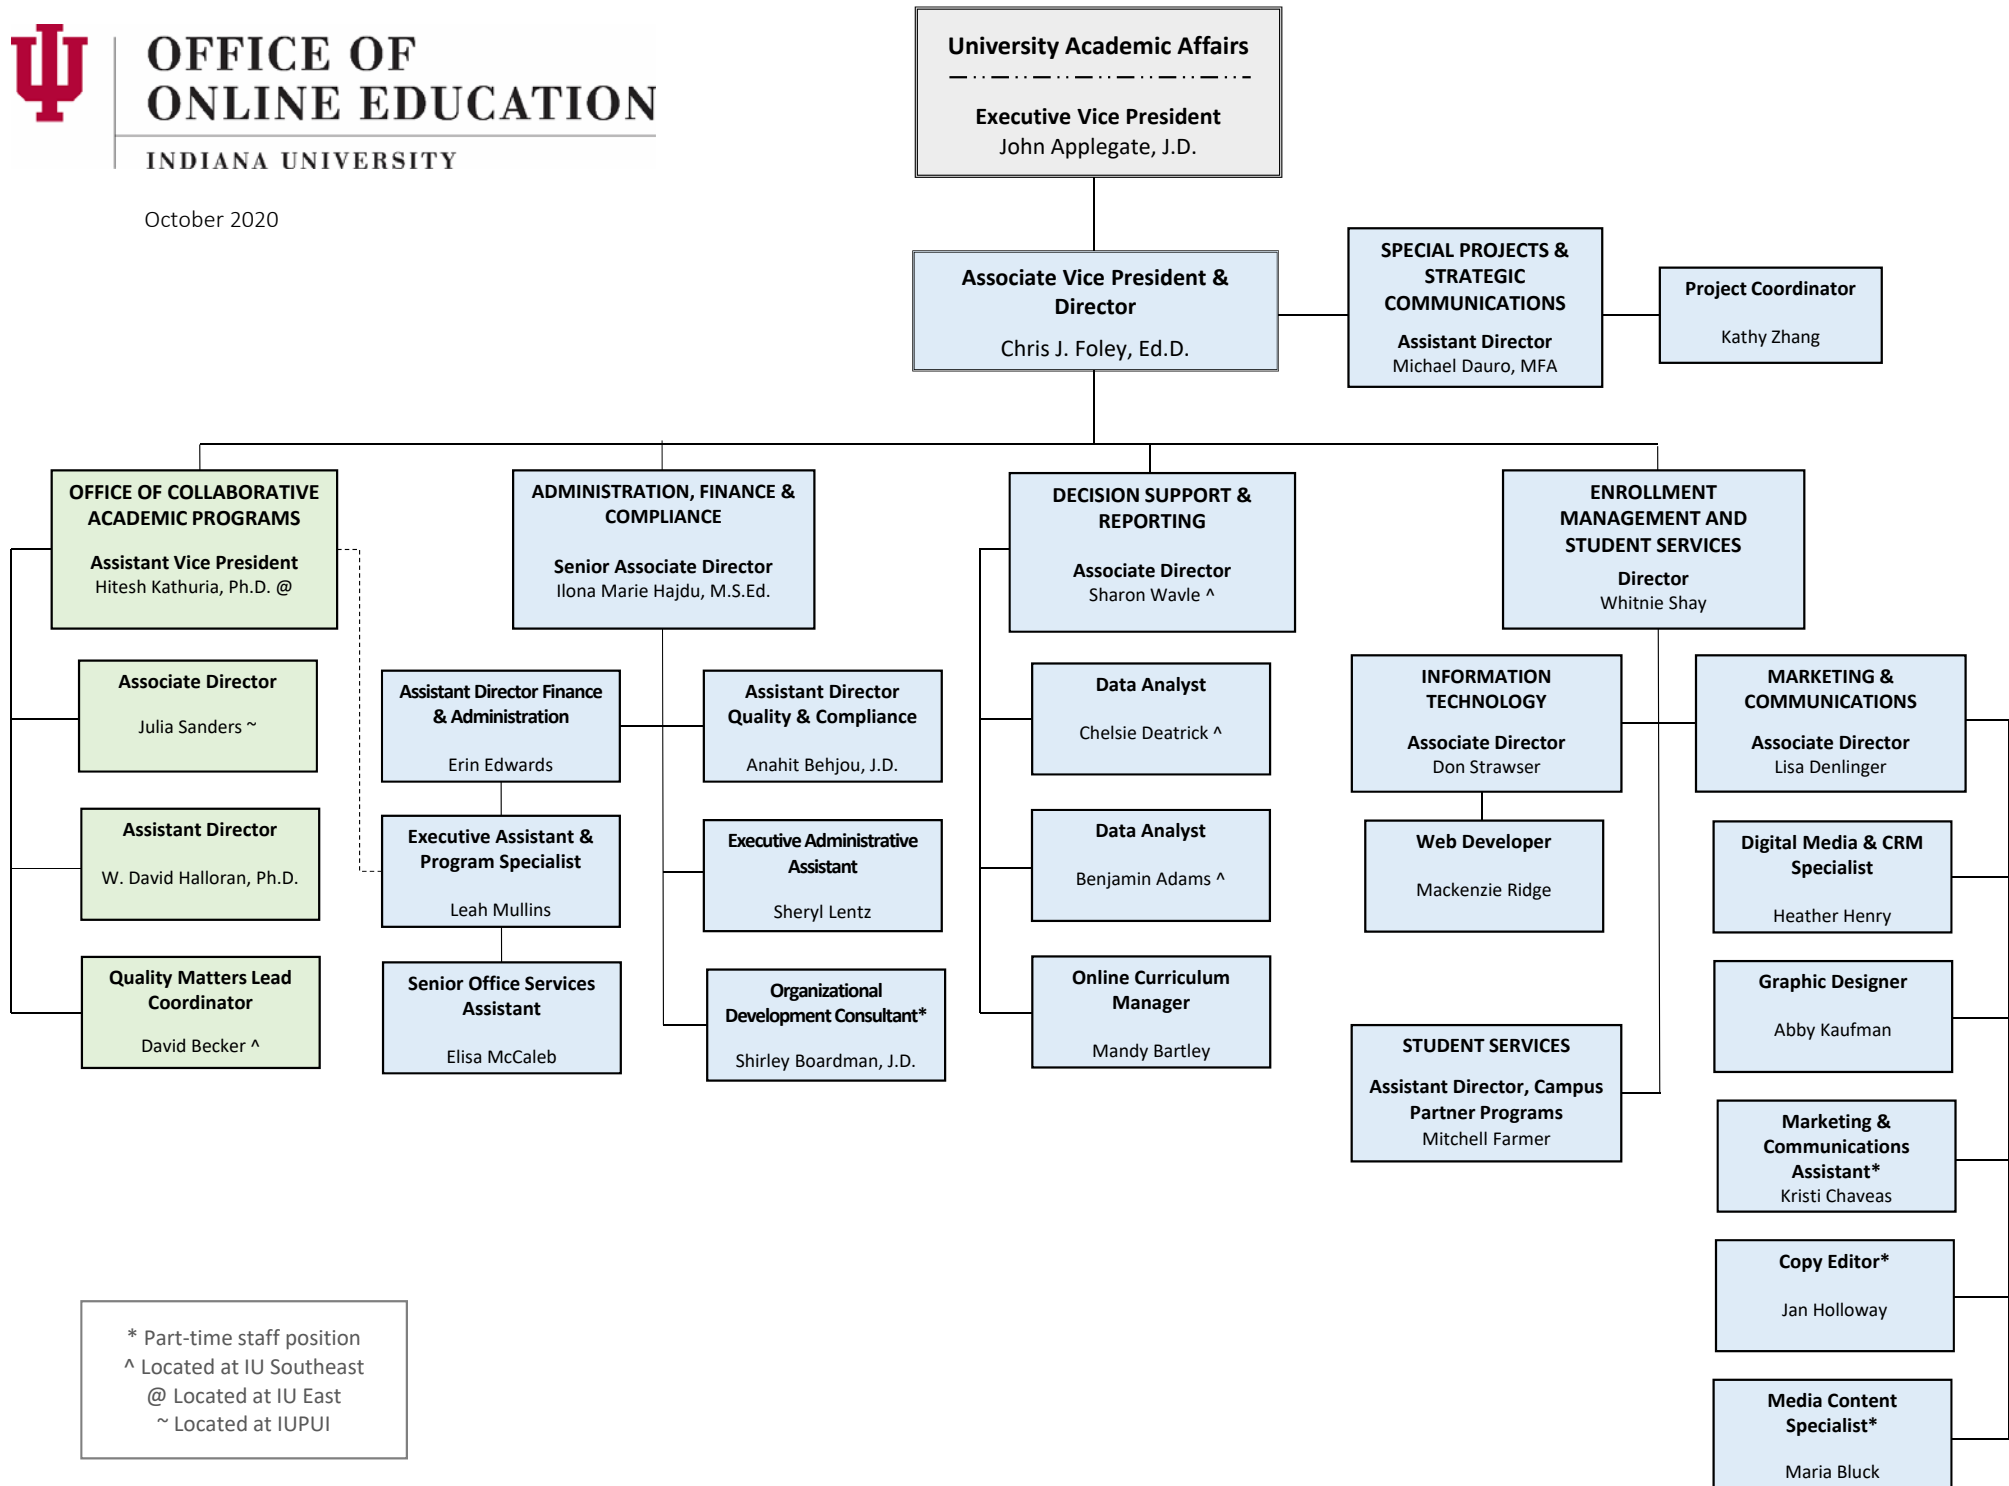 OFFICE OF
ONLINE EDUCATION
INDIANA UNIVERSITY
October 2020
University Academic Affairs
Executive Vice President
John Applegate, J.D.
Associate Vice President &
Director
Chris J. Foley, Ed.D.
SPECIAL PROJECTS &
STRATEGIC
COMMUNICATIONS
Assistant Director
Michael Dauro, MFA
Project Coordinator
Kathy Zhang
OFFICE OF COLLABORATIVE
ACADEMIC PROGRAMS
Assistant Vice President
Hitesh Kathuria, Ph.D. @
Associate Director
Julia Sanders ~
Assistant Director
W. David Halloran, Ph.D.
Quality Matters Lead
Coordinator
David Becker ^
ADMINISTRATION, FINANCE &
COMPLIANCE
Senior Associate Director
Ilona Marie Hajdu, M.S.Ed.
Assistant Director Finance
& Administration
Erin Edwards
Executive Assistant &
Program Specialist
Leah Mullins
Senior Office Services
Assistant
Elisa McCaleb
Assistant Director
Quality & Compliance
Anahit Behjou, J.D.
Executive Administrative
Assistant
Sheryl Lentz
Organizational
Development Consultant*
Shirley Boardman, J.D.
DECISION SUPPORT &
REPORTING
Associate Director
Sharon Wavle ^
Data Analyst
Chelsie Deatrick ^
Data Analyst
Benjamin Adams ^
Online Curriculum
Manager
Mandy Bartley
ENROLLMENT
MANAGEMENT AND
STUDENT SERVICES
Director
Whitnie Shay
INFORMATION
TECHNOLOGY
Associate Director
Don Strawser
Web Developer
Mackenzie Ridge
STUDENT SERVICES
Assistant Director, Campus
Partner Programs
Mitchell Farmer
MARKETING &
COMMUNICATIONS
Associate Director
Lisa Denlinger
Digital Media & CRM
Specialist
Heather Henry
Graphic Designer
Abby Kaufman
Marketing &
Communications
Assistant*
Kristi Chaveas
Copy Editor*
Jan Holloway
Media Content
Specialist*
Maria Bluck
* Part-time staff position
^ Located at IU Southeast
@ Located at IU East
~ Located at IUPUI